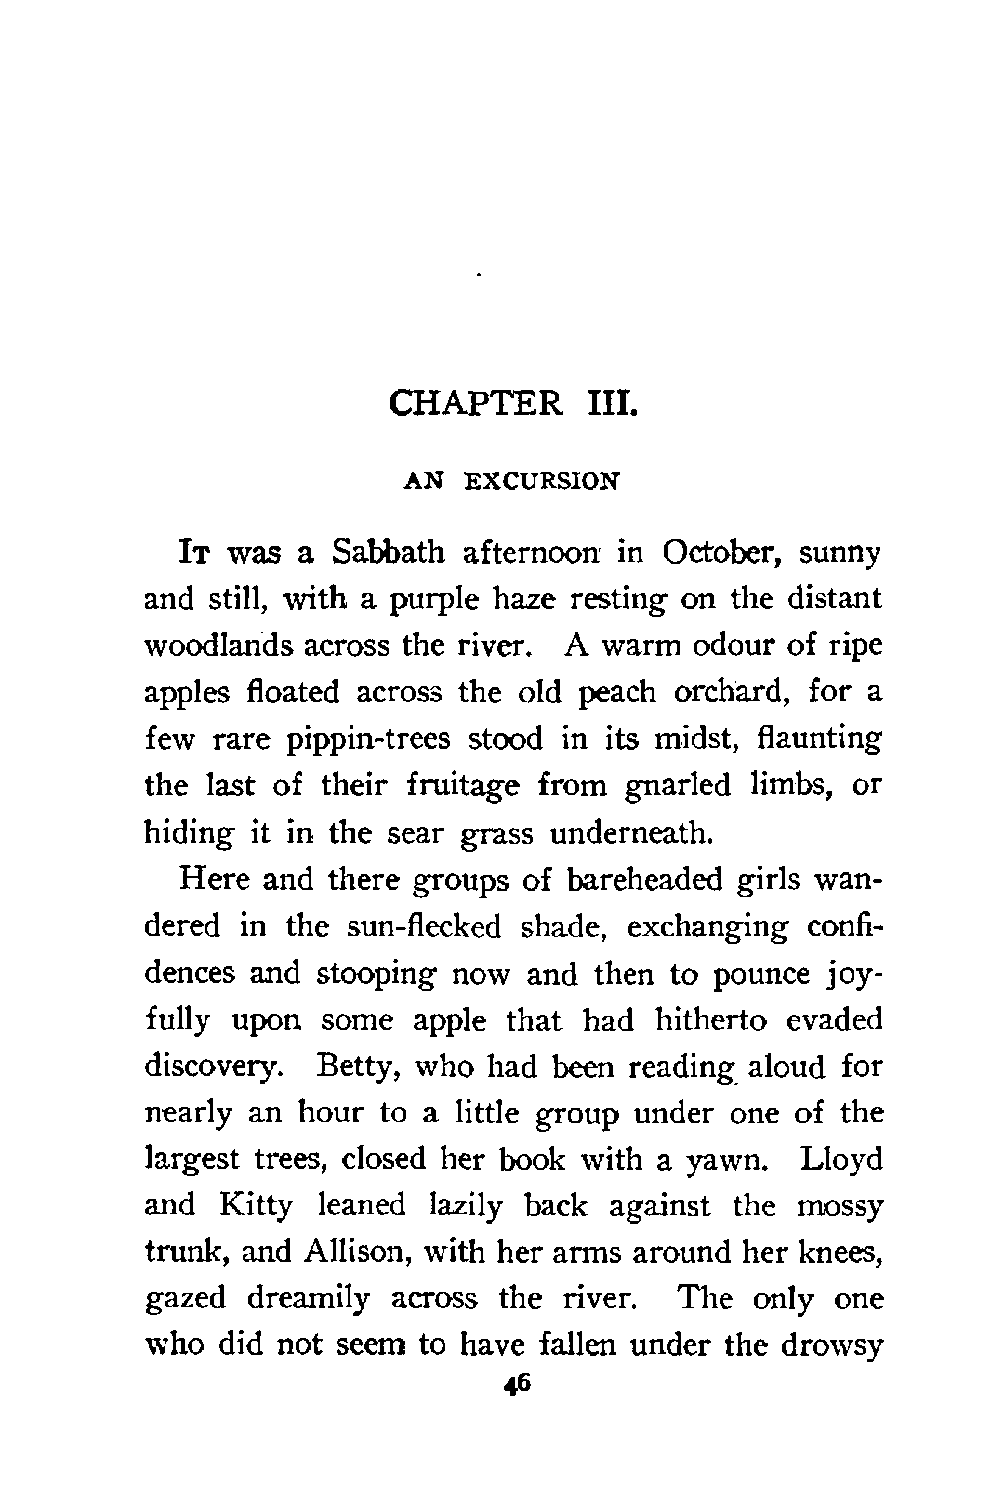 CHAPTER III.
AN EXCURSION
IT was a Sabbath afternoon in October, sunny
and still, with a purple haze resting on the distant
woodlands across the river. A warm odour of ripe
apples floated across the old peach orchard, for a
few rare pippin-trees stood in its midst, flaunting
the last of their fruitage from gnarled limbs, or
hiding it in the sear grass underneath.
Here and there groups of bareheaded girls wan-
dered in the sun-flecked shade, exchanging confi-
dences and stooping now and then to pounce joy-
fully upon some apple that had hitherto evaded
discovery. Betty, who had been reading aloud for
nearly an hour to a little group under one of the
largest trees, closed her book with a yawn. Lloyd
and Kitty leaned lazily back against the mossy
trunk, and Allison, with her arms around her knees,
gazed dreamily across the river. The only one
who did not seem to have fallen under the drowsy
46